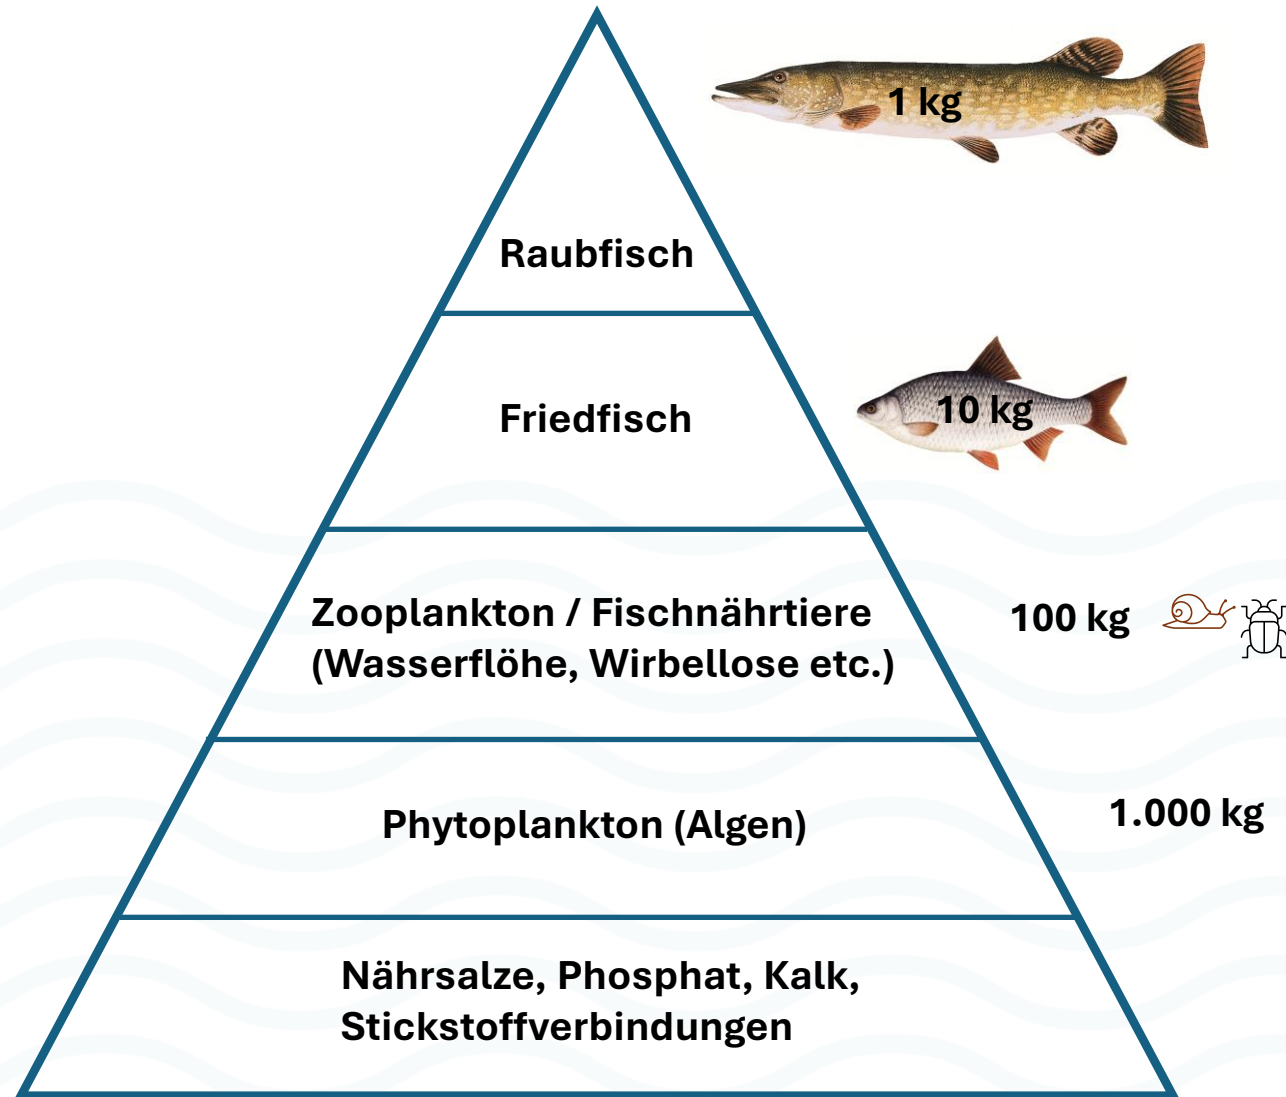 1 kg
Raubfisch
Friedfisch
10 kg
Zooplankton / Fischnährtiere
(Wasserflöhe, Wirbellose etc.)
100 kg
Phytoplankton (Algen)
1.000 kg
Nährsalze, Phosphat, Kalk,
Stickstoffverbindungen